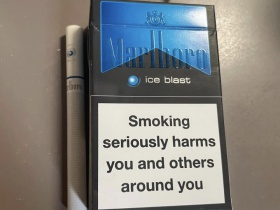 Marlboro
ice blast
Smoking
seriously harms
you and others
around you